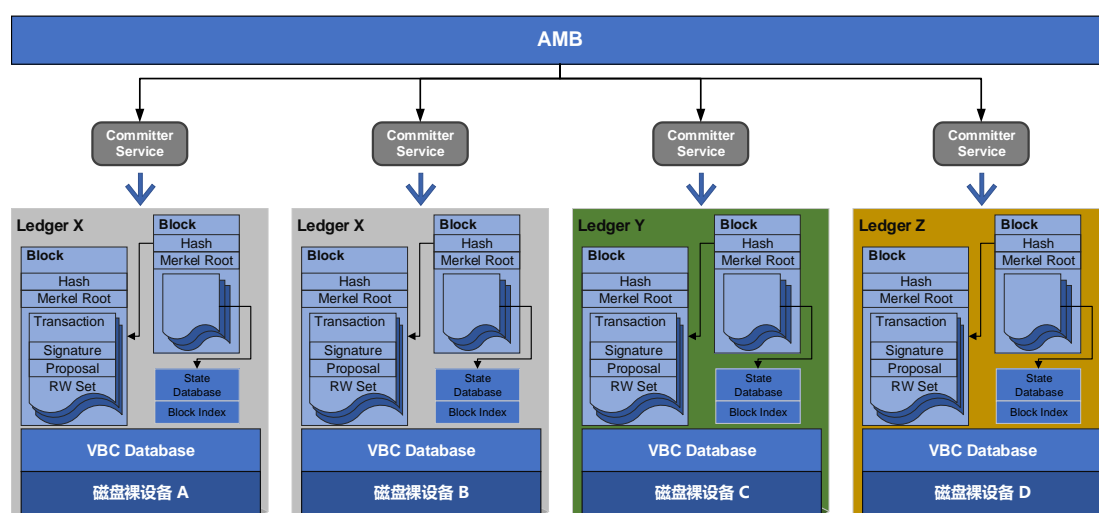 AMB
Committer
Service
Committer
Service
Committer
Service
Committer
Service
Ledger X
Block
Hash
Merkel Root
Block
Hash
Merkel Root
Transaction
Signature
Proposal
RW Set
State
Database
Block Index
VBC Database
磁盘裸设备 A
Ledger X
Block
Hash
Merkel Root
Block
Hash
Merkel Root
Transaction
Signature
Proposal
RW Set
State
Database
Block Index
VBC Database
磁盘裸设备 B
Ledger Y
Block
Hash
Merkel Root
Block
Hash
Merkel Root
Transaction
Signature
Proposal
RW Set
State
Database
Block Index
VBC Database
磁盘裸设备 C
Ledger Z
Block
Hash
Merkel Root
Block
Hash
Merkel Root
Transaction
Signature
Proposal
RW Set
State
Database
Block Index
VBC Database
磁盘裸设备 D